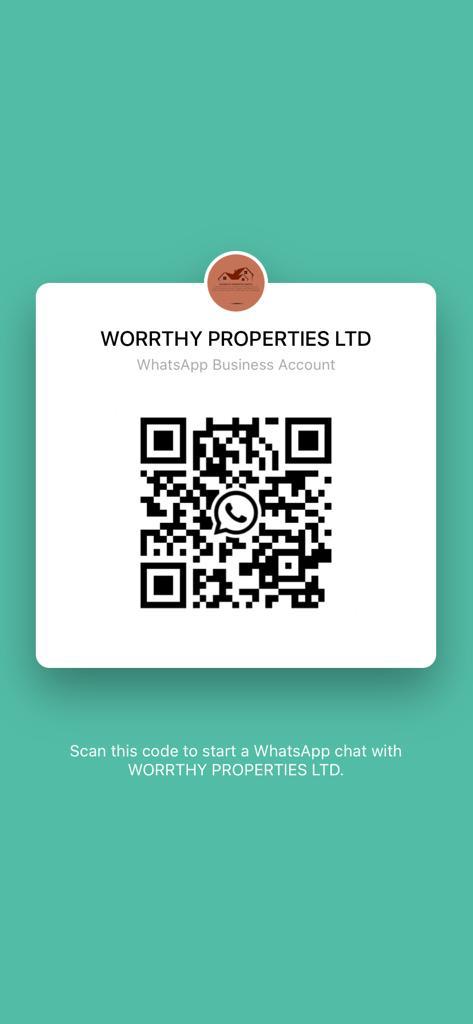 WORRTHY PROPERTIES LTD
WhatsApp Business Account
Scan this code to start a WhatsApp chat with
WORRTHY PROPERTIES LTD.